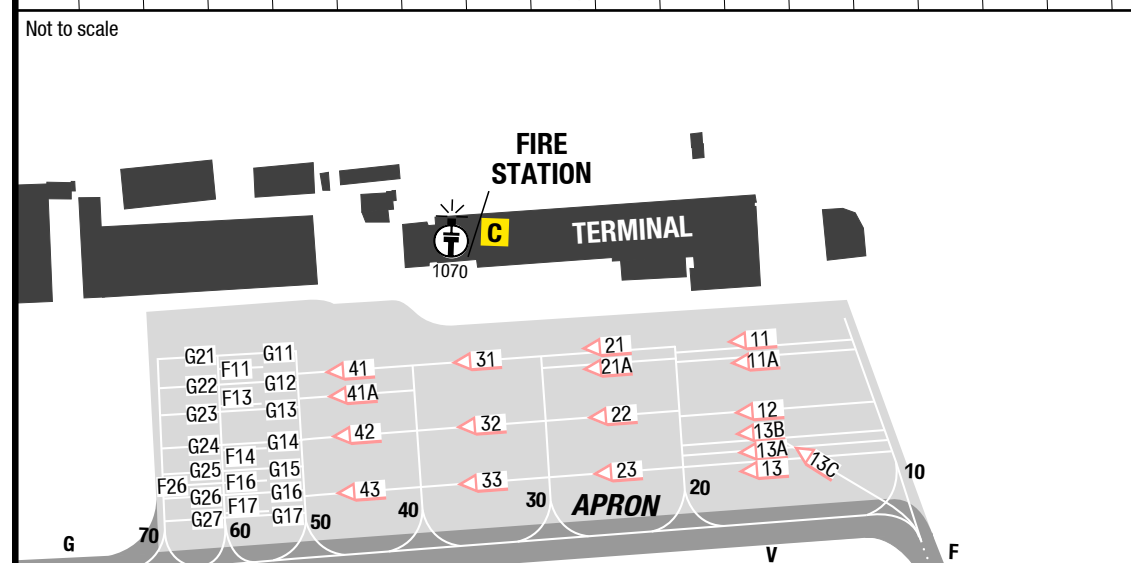 Not to scale
FIRE
STATION
C
TERMINAL
1070
G21
F11
G11
41
31
21
11
G22
F13
G12
41A
21A
11A
G23
G13
42
32
22
12
13B
G24
F14
G14
13A
13C
G25
G15
43
33
23
13
10
F26
G26
F16
G16
G27
F17
G17
70
60
50
40
30
APRON
20
G
V
F